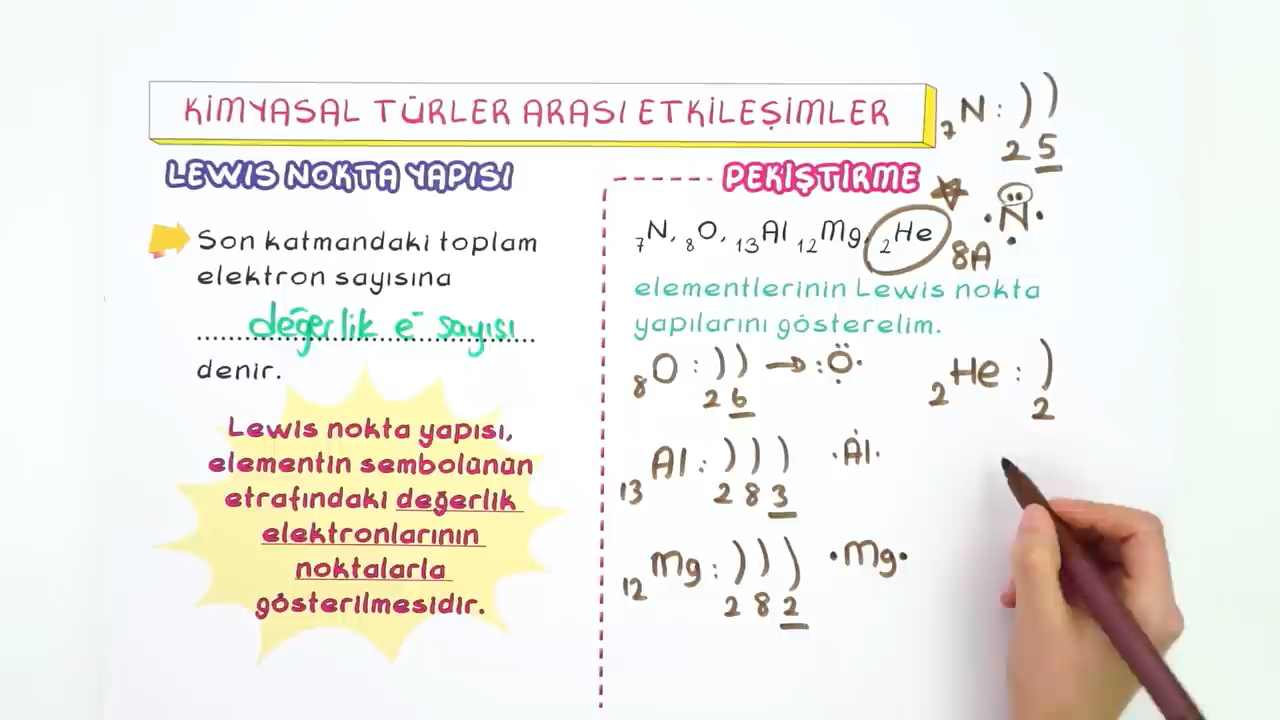 KİMYASAL TÜRLER ARASI ETKİLEŞİMLER
LEWIS NOKTA YAPISI
Son katmandaki toplam
elektron sayısına
değerlik e⁻ sayısı
denir.
Lewis nokta yapısı,
elementin sembolünün
etrafındaki değerlik
elektronlarının
noktalarla
gösterilmesidir.
PEKİŞTİRME
₇N, ₈O, ₁₃Al ₁₂Mg, ₂He
8A
elementlerinin Lewis nokta
yapılarını gösterelim.
₇N: ) )
2 5
N
₈O: ) ) → :Ö·
2 6
₁₃Al: ) ) ) ·Al·
2 8 3
₁₂Mg: ) ) ) ·Mg·
2 8 2
₂He: )
2